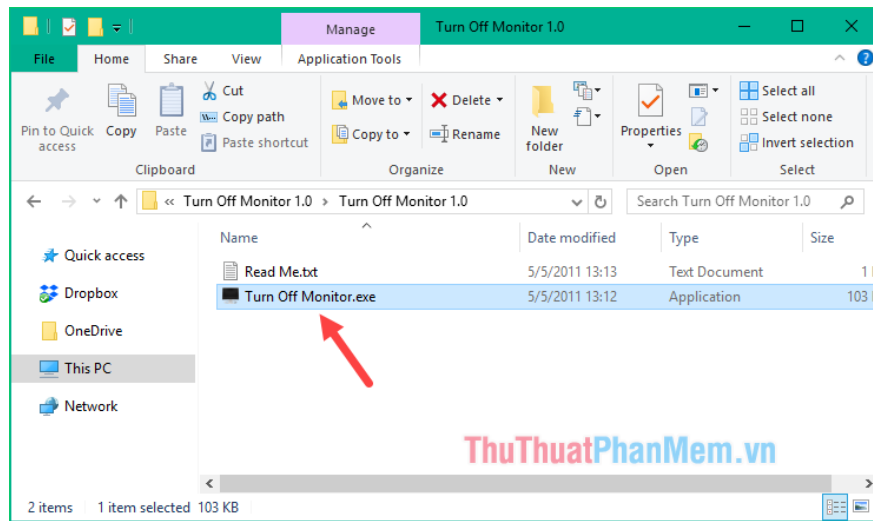 Manage
Turn Off Monitor 1.0
File
Home
Share
View
Application Tools
Pin to Quick access
Copy
Paste
Cut
Copy path
Paste shortcut
Clipboard
Move to
Copy to
Delete
Rename
Organize
New folder
New
Properties
Open
Select all
Select none
Invert selection
Select
« Turn Off Monitor 1.0 › Turn Off Monitor 1.0
Search Turn Off Monitor 1.0
Quick access
Dropbox
OneDrive
This PC
Network
Name Date modified Type Size
Read Me.txt 5/5/2011 13:13 Text Document 1
Turn Off Monitor.exe 5/5/2011 13:12 Application 103
ThuThuatPhanMem.vn
2 items 1 item selected 103 KB